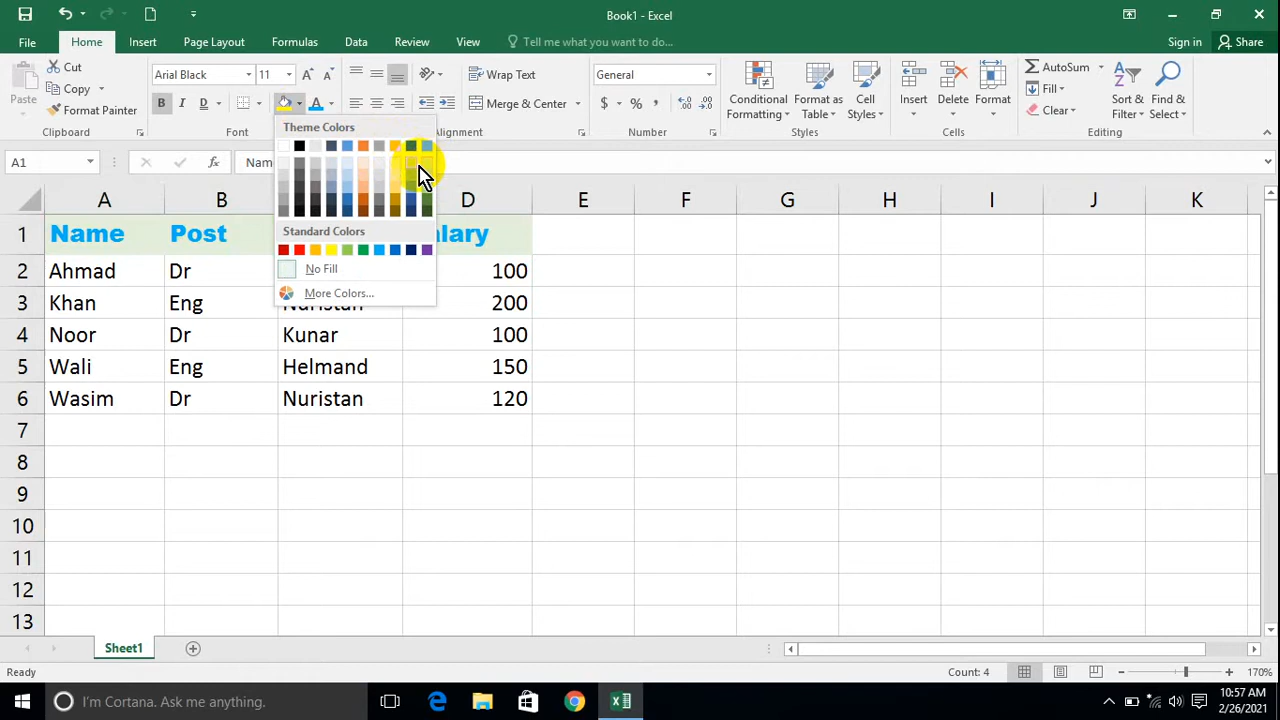 Book1 - Excel
File Home Insert Page Layout Formulas Data Review View Tell me what you want to do... Sign in Share
Paste Cut Copy Format Painter
Arial Black 11
B I D
Wrap Text
Merge & Center
General
$ % ,
Conditional Formatting Format as Table Cell Styles
Insert Delete Format
AutoSum Fill Clear
Sort & Filter Find & Select
Clipboard Font Alignment Number Styles Cells Editing
Theme Colors
Standard Colors
No Fill
More Colors...
A1 fx Nam
A B D E F G H I J K
1 Name Post alary
2 Ahmad Dr 100
3 Khan Eng Nuristan 200
4 Noor Dr Kunar 100
5 Wali Eng Helmand 150
6 Wasim Dr Nuristan 120
7
8
9
10
11
12
13
Sheet1
Ready Count: 4 170%
I'm Cortana. Ask me anything.
10:57 AM
2/26/2021